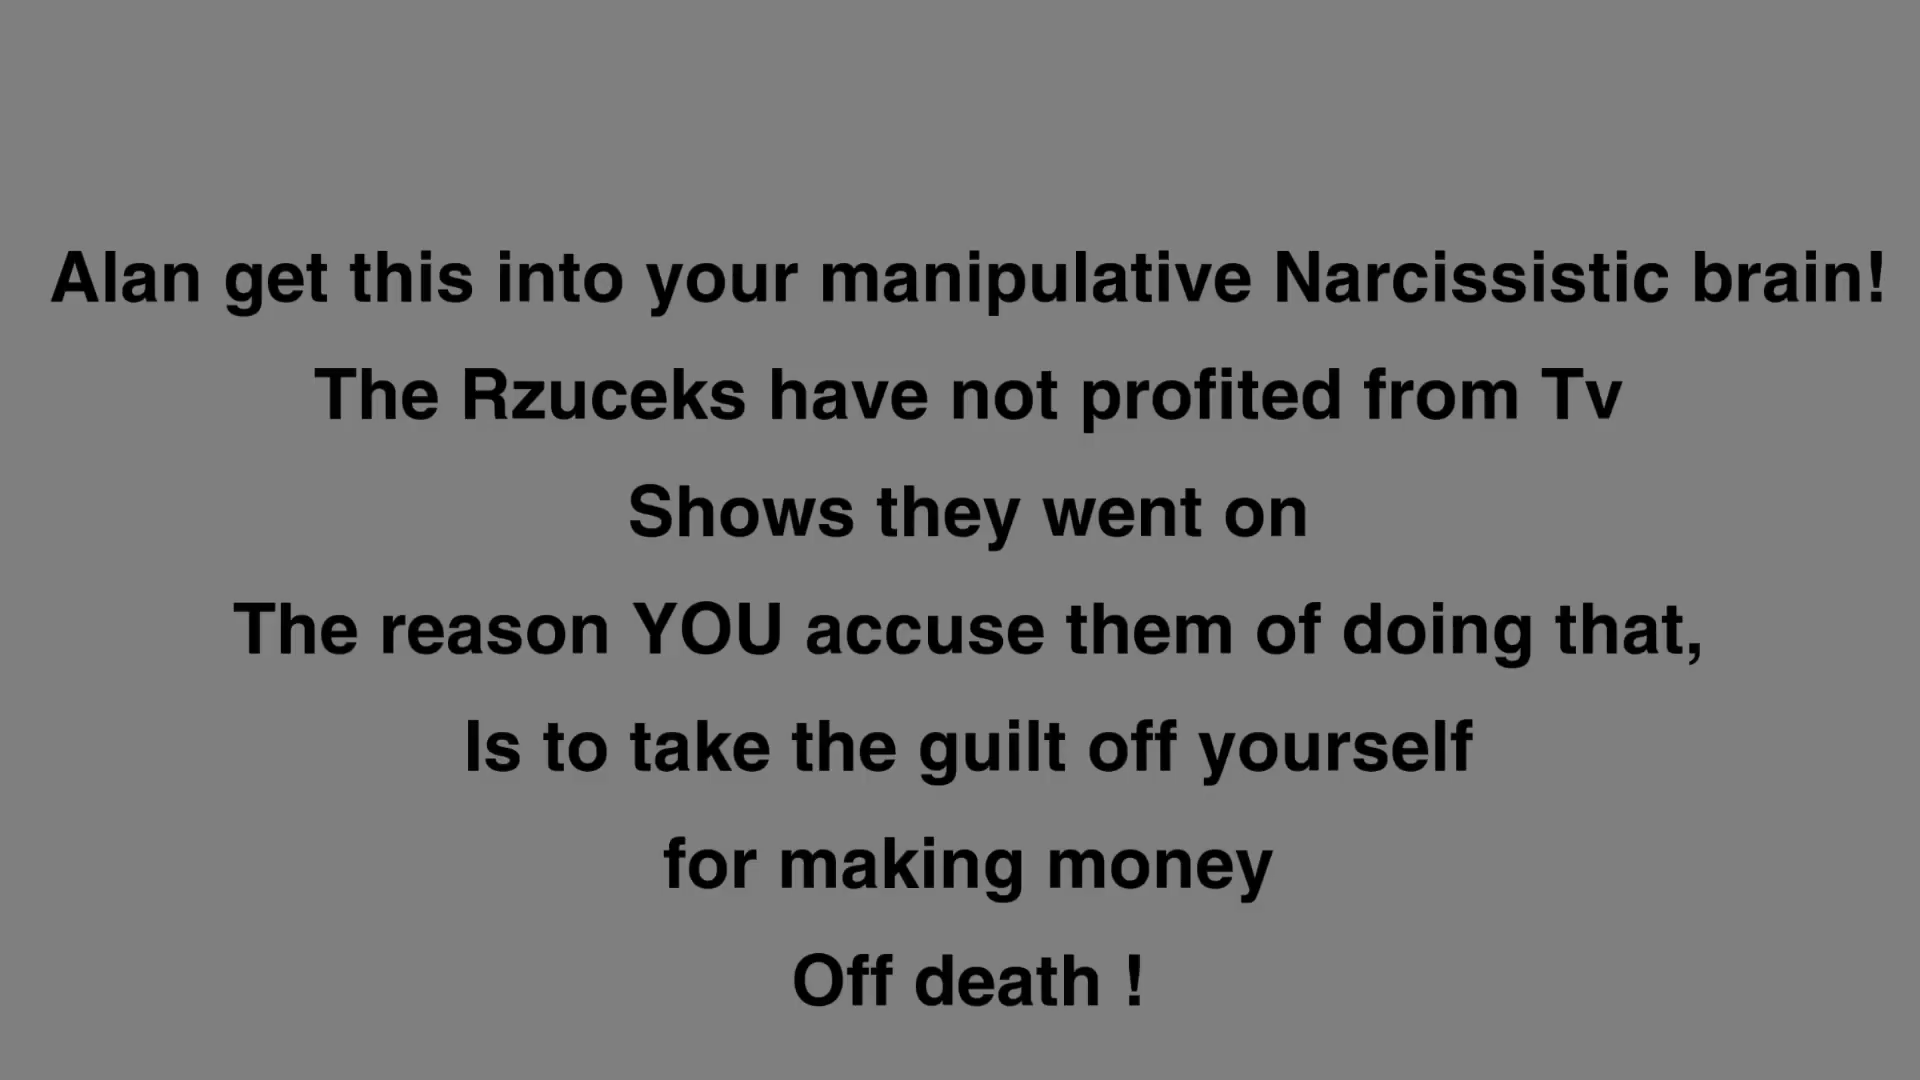 Alan get this into your manipulative Narcissistic brain!
The Rzuceks have not profited from Tv
Shows they went on
The reason YOU accuse them of doing that,
Is to take the guilt off yourself
for making money
Off death !